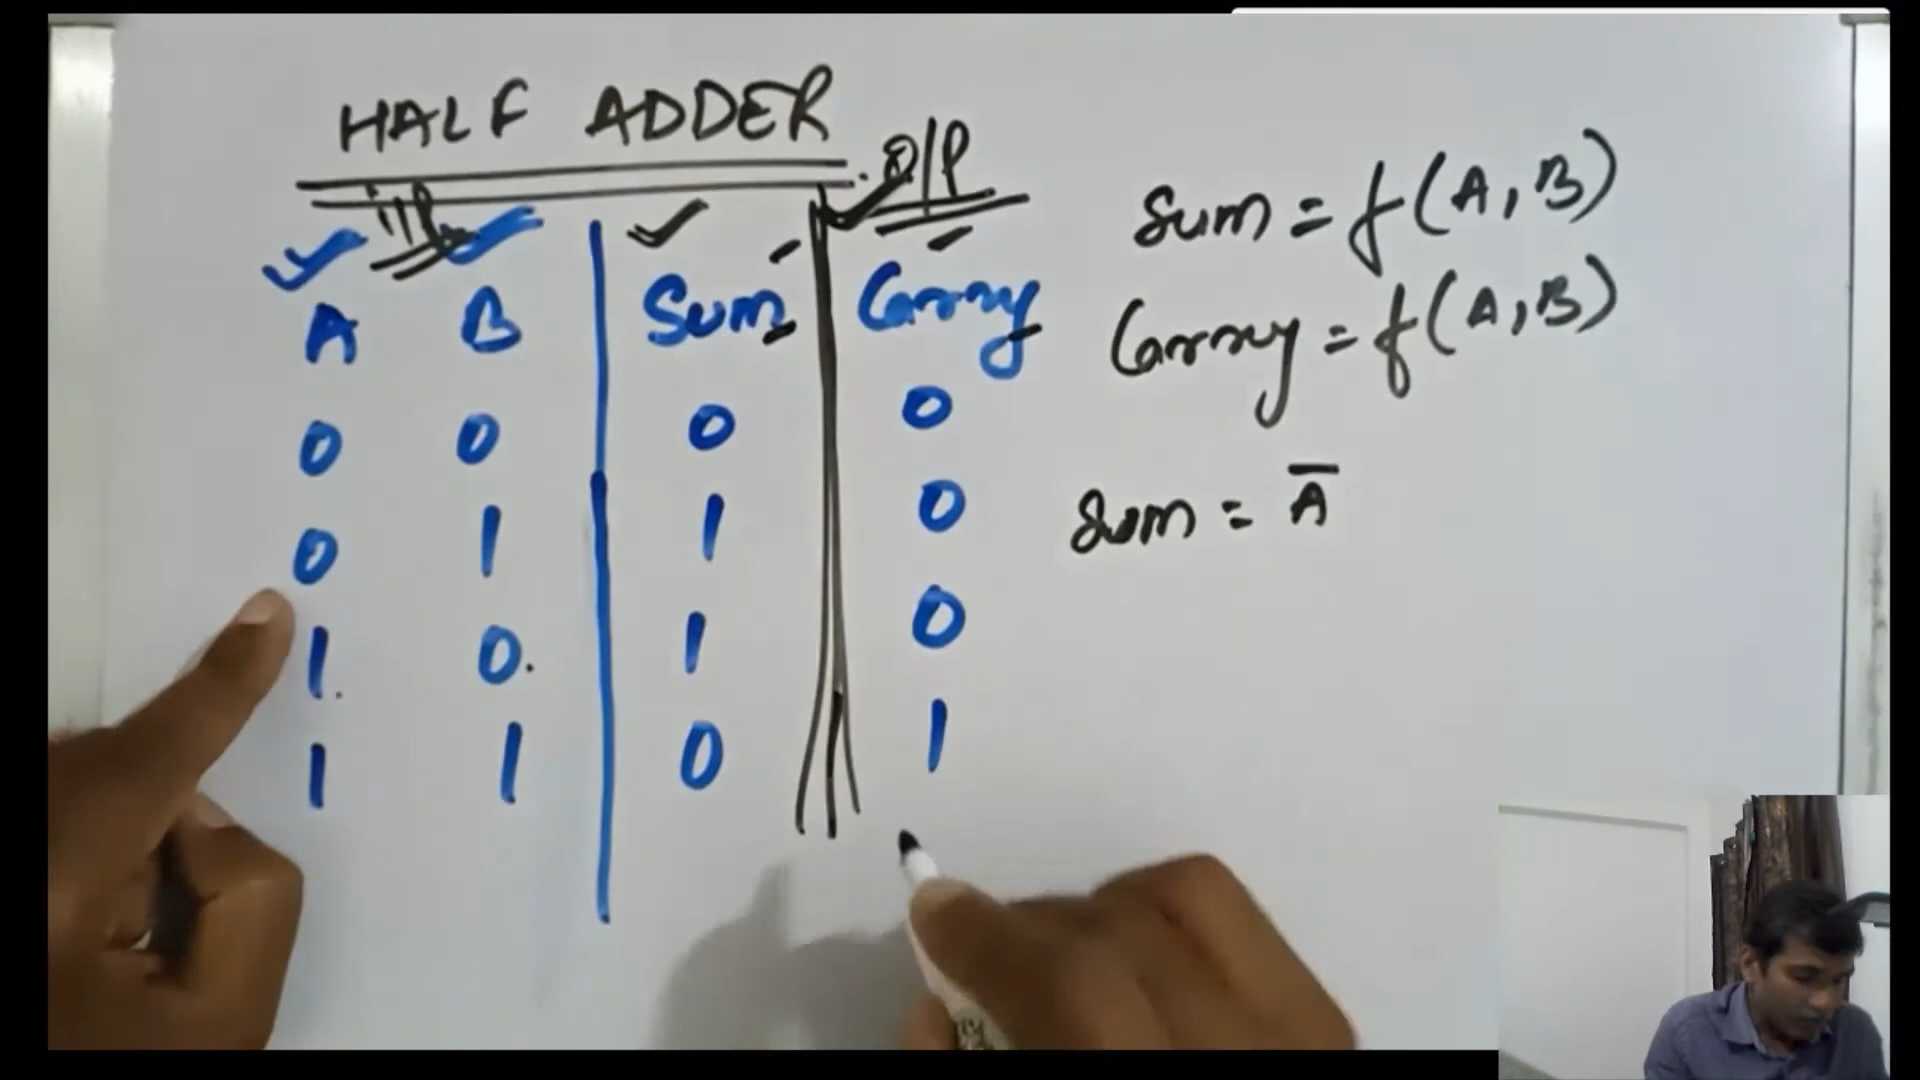 HALF ADDER
i/p O/P
A B Sum Carry
0 0 0 0
0 1 1 0
1 0 1 0
1 1 0 1
Sum = f(A,B)
Carry = f(A,B)
Sum = A̅